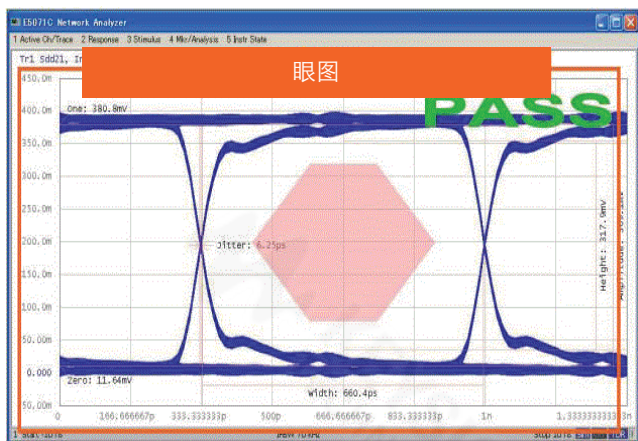 E5071C Network Analyzer
1 Active Ch/Trace 2 Response 3 Stimulus 4 Mkr/Analysis 5 Instr State
Tr1 Sdd21,
眼图
450.0m
400.0m
One: 380.8mV
PASS
350.0m
300.0m
250.0m
200.0m
Jitter: 6.25ps
Height: 317.9mV
150.0m
100.0m
50.00m
0.000
Zero: 11.64mV
Width: 660.4ps
0 166.666667p 333.333333p 500p 666.666667p 833.333333p 1n
IFBW 70 kHz